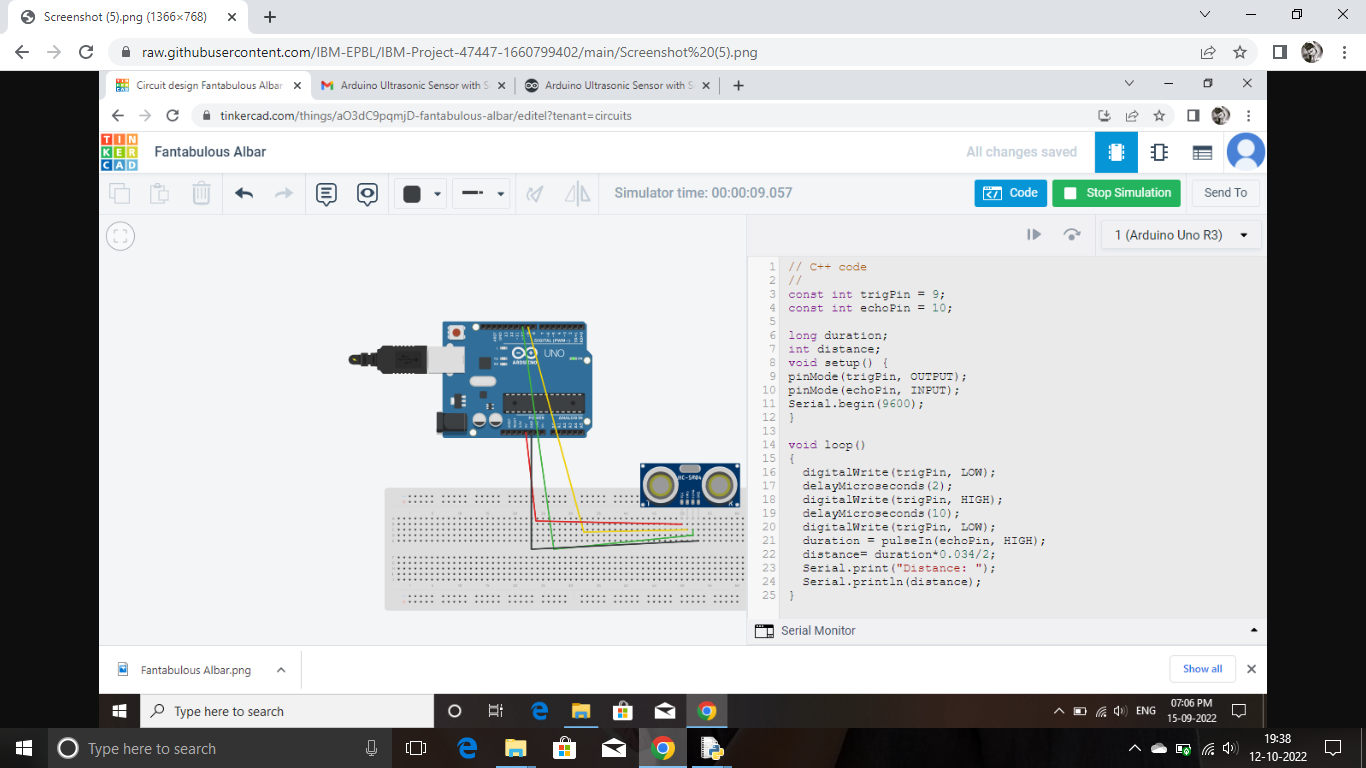 Screenshot (5).png (1366×768)
raw.githubusercontent.com/IBM-EPBL/IBM-Project-47447-1660799402/main/Screenshot%20(5).png
Circuit design Fantabulous Albar
Arduino Ultrasonic Sensor with S
Arduino Ultrasonic Sensor with S
tinkercad.com/things/aO3dC9pqmjD-fantabulous-albar/editel?tenant=circuits
TIN
KER
CAD
Fantabulous Albar
All changes saved
Simulator time: 00:00:09.057
Code
Stop Simulation
Send To
1 (Arduino Uno R3)
1 // C++ code
2 //
3 const int trigPin = 9;
4 const int echoPin = 10;
5
6 long duration;
7 int distance;
8 void setup() {
9 pinMode(trigPin, OUTPUT);
10 pinMode(echoPin, INPUT);
11 Serial.begin(9600);
12 }
13
14 void loop()
15 {
16 digitalWrite(trigPin, LOW);
17 delayMicroseconds(2);
18 digitalWrite(trigPin, HIGH);
19 delayMicroseconds(10);
20 digitalWrite(trigPin, LOW);
21 duration = pulseIn(echoPin, HIGH);
22 distance= duration*0.034/2;
23 Serial.print("Distance: ");
24 Serial.println(distance);
25 }
DIGITAL (PWM~)
UNO
ARDUINO
POWER
ANALOG IN
HC-SR04
Serial Monitor
Fantabulous Albar.png
Show all
Type here to search
ENG
07:06 PM
15-09-2022
Type here to search
19:38
12-10-2022